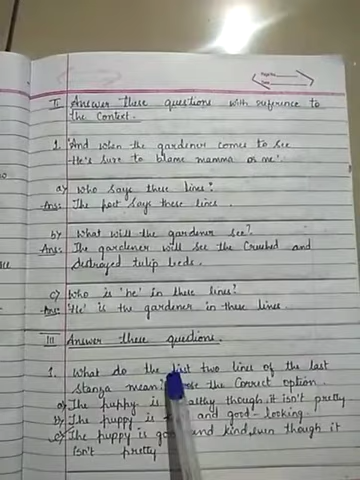 Page No.
Date
II Answer these questions with reference to
the Context.
1. 'And when the gardener comes to see
He's sure to blame mamma or me'.
a) Who says these lines?
Ans: The poet says these lines.
b) What will the gardener see?
Ans: The gardener will see the Crushed and
destroyed tulip beds.
c) Who is 'he' in these lines?
Ans: 'He' is the gardener in these lines.
III Answer these questions.
1. What do the first two lines of the last
Stanza mean the Correct option.
a) The puppy is though it isn't pretty
b) The puppy is and good-looking
c) The puppy is and kind, even though it
isn't pretty